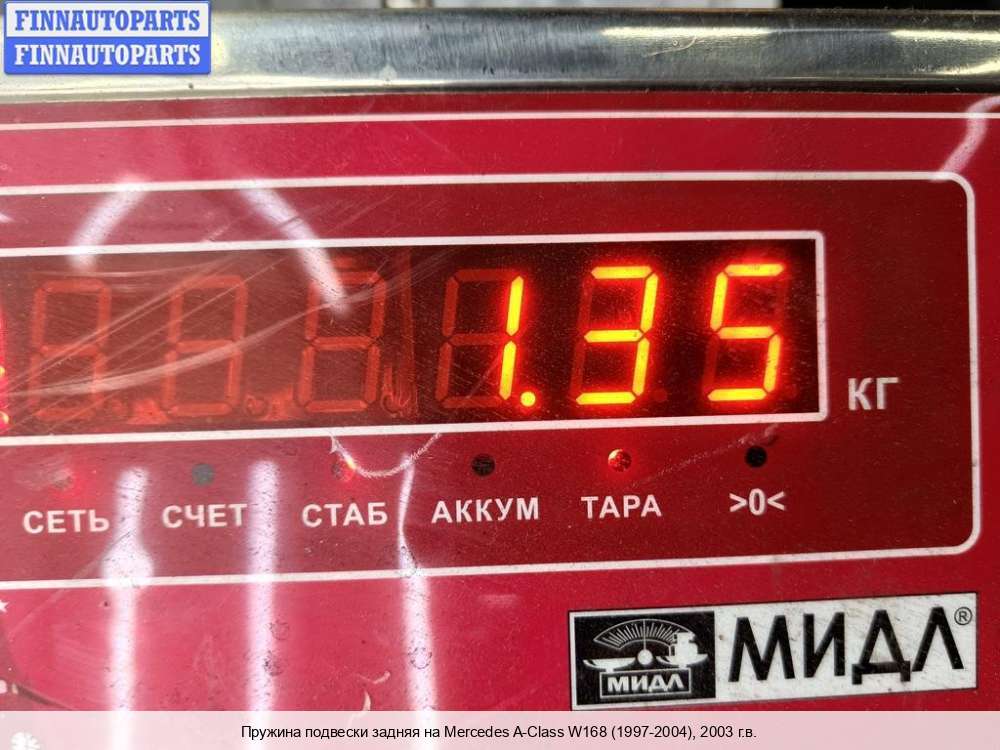 FINNAUTOPARTS
FINNAUTOPARTS
1.35
КГ
СЕТЬ СЧЕТ СТАБ АККУМ ТАРА >0<
МИДЛ МИДЛ®
Пружина подвески задняя на Mercedes A-Class W168 (1997-2004), 2003 г.в.